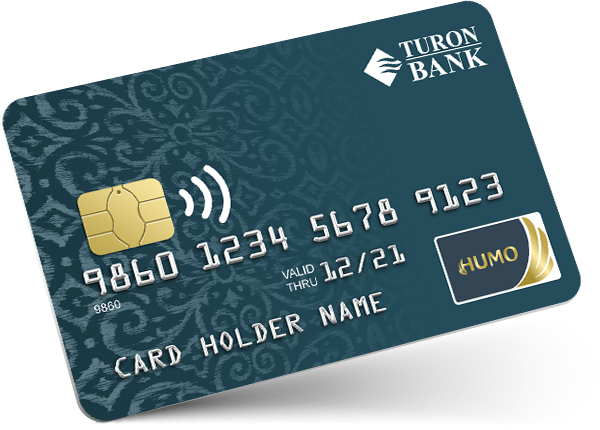 TURON
BANK
9860 1234 5678 9123
9860
VALID
THRU
12/21
HUMO
CARD HOLDER NAME